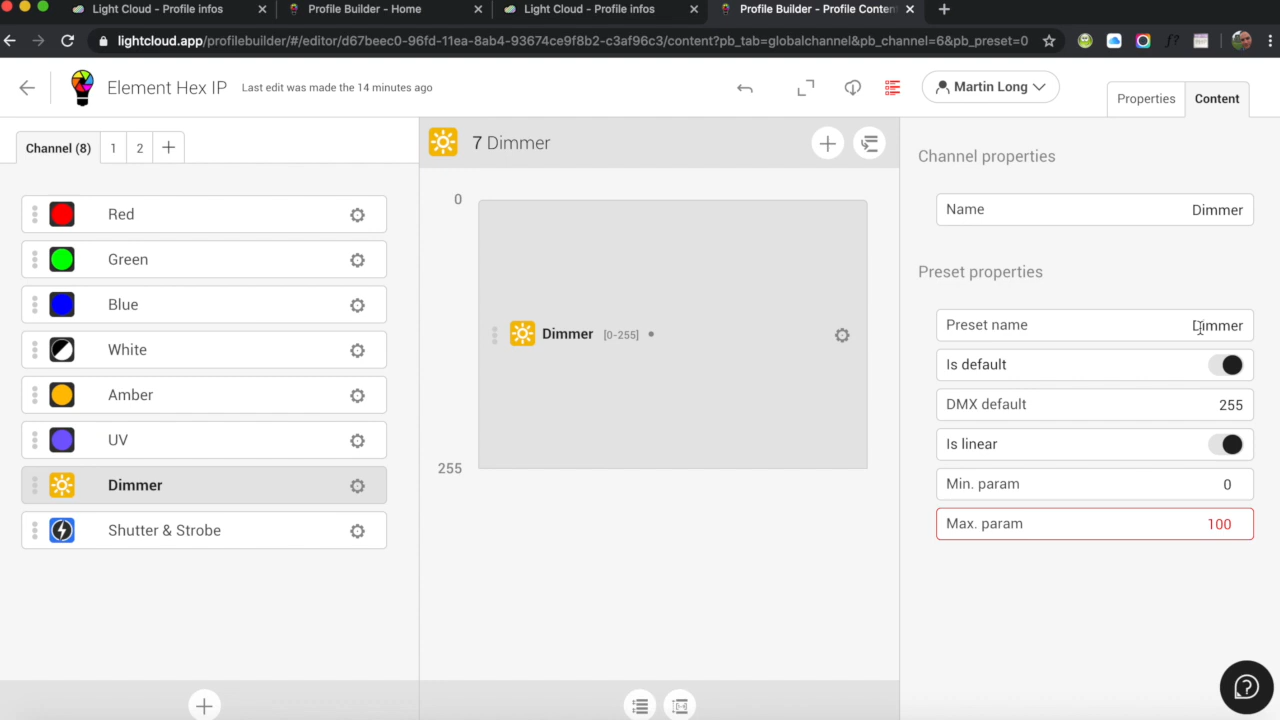 Light Cloud - Profile infos
Profile Builder - Home
Light Cloud - Profile infos
Profile Builder - Profile Conten
lightcloud.app/profilebuilder/#/editor/d67beec0-96fd-11ea-8ab4-93674ce9f8b2-c3af96c3/content?pb_tab=globalchannel&pb_channel=6&pb_preset=0
Element Hex IP
Last edit was made the 14 minutes ago
Martin Long
Properties
Content
Channel (8)
1
2
Red
Green
Blue
White
Amber
UV
Dimmer
Shutter & Strobe
7 Dimmer
0
Dimmer [0-255]
255
Channel properties
Name Dimmer
Preset properties
Preset name Dimmer
Is default
DMX default 255
Is linear
Min. param 0
Max. param 100